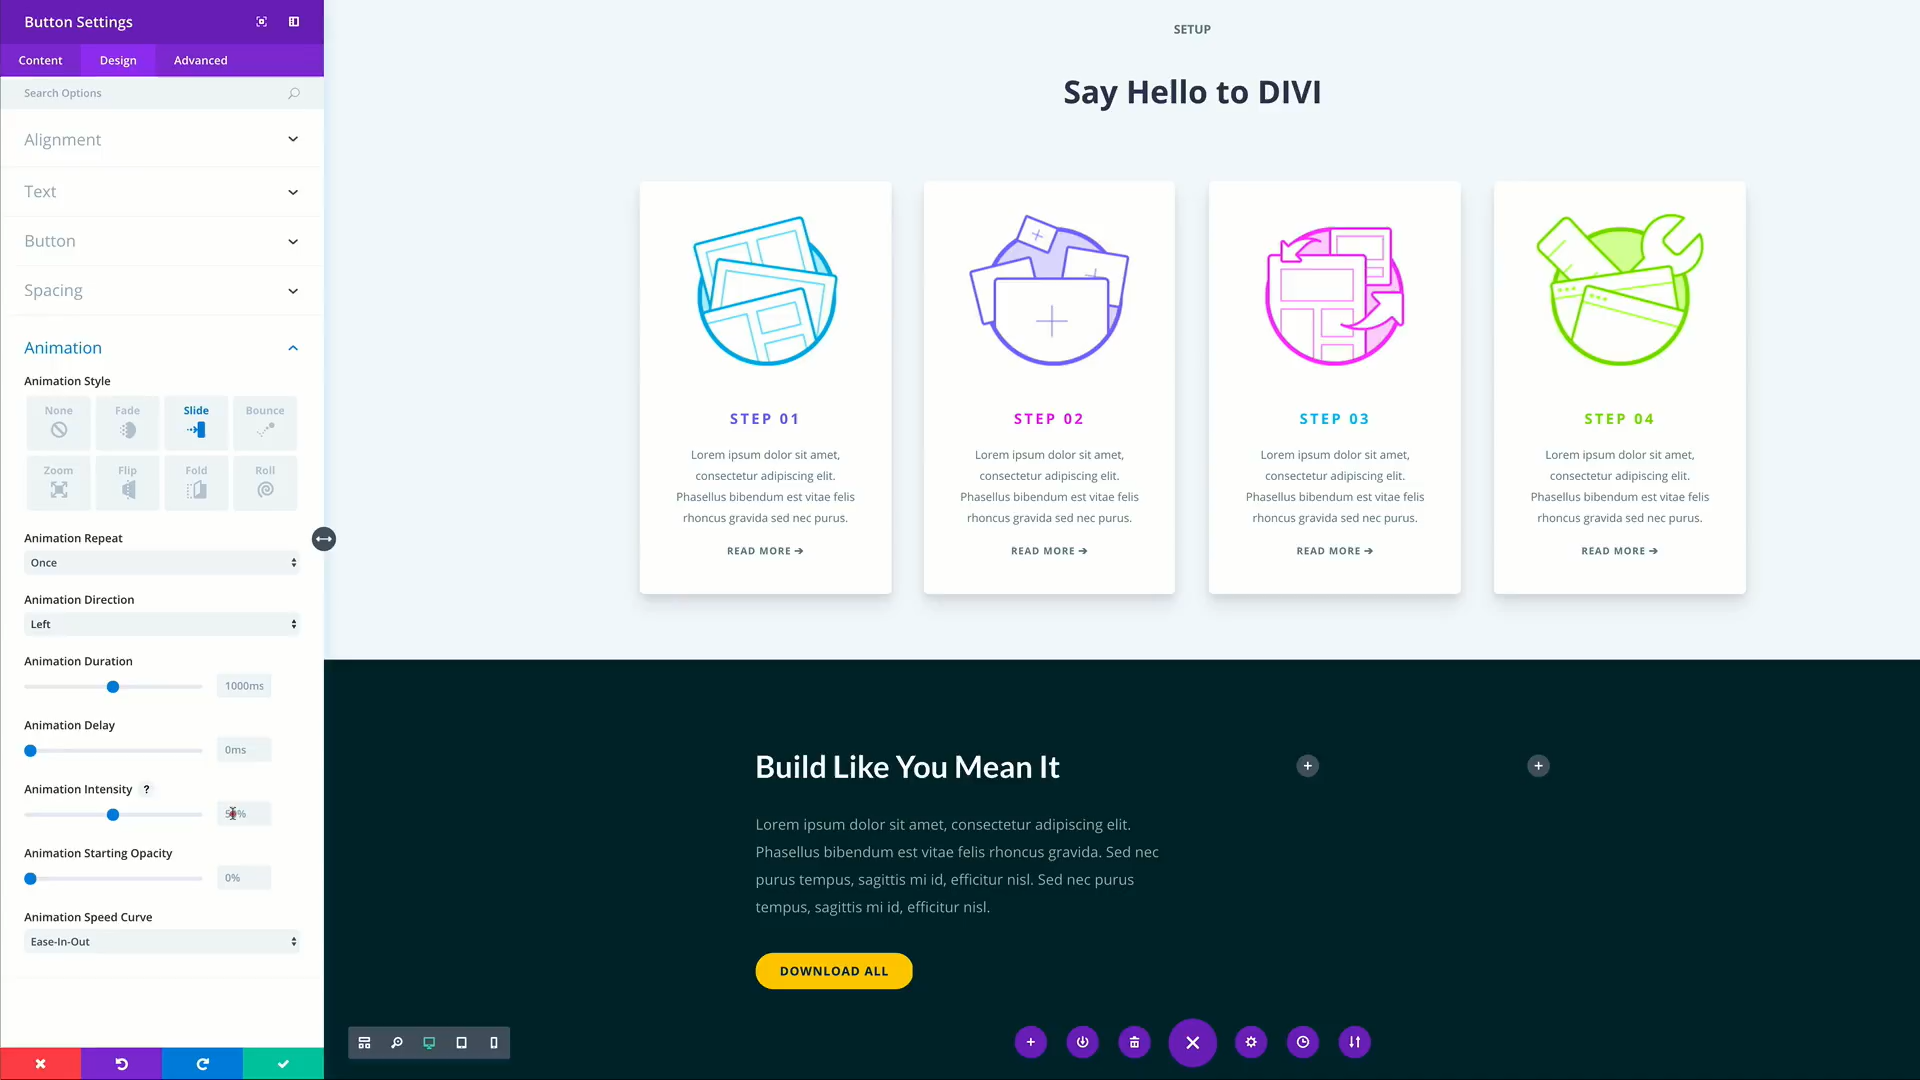 Button Settings
Content
Design
Advanced
Search Options
Alignment
Text
Button
Spacing
Animation
Animation Style
None
Fade
Slide
Bounce
Zoom
Flip
Fold
Roll
Animation Repeat
Once
Animation Direction
Left
Animation Duration
1000ms
Animation Delay
0ms
Animation Intensity ?
Animation Starting Opacity
0%
Animation Speed Curve
Ease-In-Out
SETUP
Say Hello to DIVI
STEP 01
Lorem ipsum dolor sit amet,
consectetur adipiscing elit.
Phasellus bibendum est vitae felis
rhoncus gravida sed nec purus.
READ MORE ➔
STEP 02
Lorem ipsum dolor sit amet,
consectetur adipiscing elit.
Phasellus bibendum est vitae felis
rhoncus gravida sed nec purus.
READ MORE ➔
STEP 03
Lorem ipsum dolor sit amet,
consectetur adipiscing elit.
Phasellus bibendum est vitae felis
rhoncus gravida sed nec purus.
READ MORE ➔
STEP 04
Lorem ipsum dolor sit amet,
consectetur adipiscing elit.
Phasellus bibendum est vitae felis
rhoncus gravida sed nec purus.
READ MORE ➔
Build Like You Mean It
Lorem ipsum dolor sit amet, consectetur adipiscing elit.
Phasellus bibendum est vitae felis rhoncus gravida. Sed nec
purus tempus, sagittis mi id, efficitur nisl. Sed nec purus
tempus, sagittis mi id, efficitur nisl.
DOWNLOAD ALL